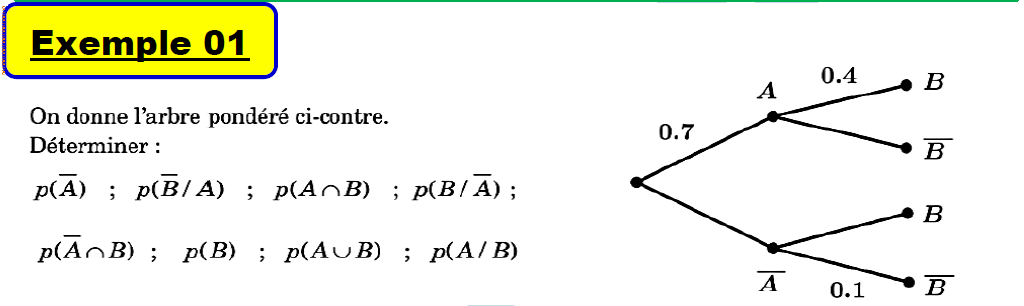 Exemple 01
On donne l'arbre pondéré ci-contre.
Déterminer :
p(A̅) ; p(B̅/A) ; p(A∩B) ; p(B/A̅) ;
p(A̅∩B) ; p(B) ; p(A∪B) ; p(A/B)
0.4
B
A
0.7
B̅
B
A̅
0.1
B̅